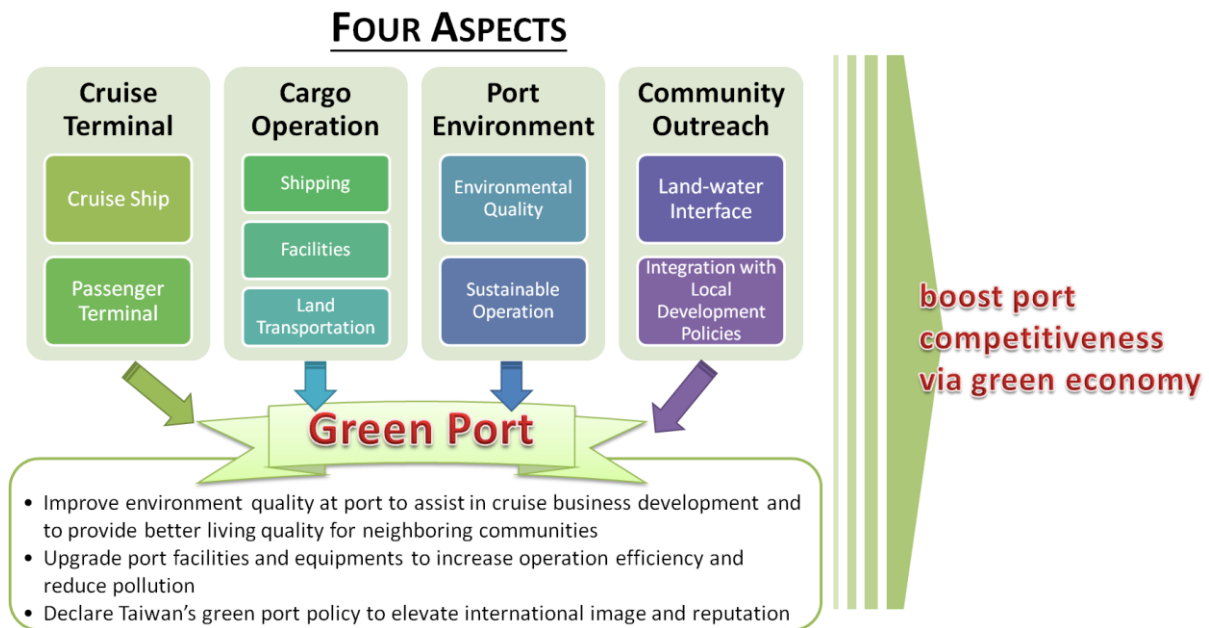 FOUR ASPECTS
Cruise
Terminal
Cruise Ship
Passenger
Terminal
Cargo
Operation
Shipping
Facilities
Land
Transportation
Port
Environment
Environmental
Quality
Sustainable
Operation
Community
Outreach
Land-water
Interface
Integration with
Local
Development
Policies
Green Port
• Improve environment quality at port to assist in cruise business development and
to provide better living quality for neighboring communities
• Upgrade port facilities and equipments to increase operation efficiency and
reduce pollution
• Declare Taiwan’s green port policy to elevate international image and reputation
boost port
competitiveness
via green economy